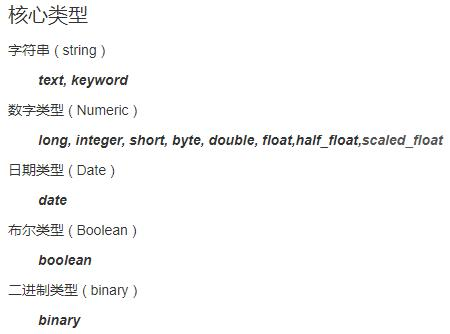 核心类型
字符串 ( string )
text, keyword
数字类型 ( Numeric )
long, integer, short, byte, double, float,half_float,scaled_float
日期类型 ( Date )
date
布尔类型 ( Boolean )
boolean
二进制类型 ( binary )
binary